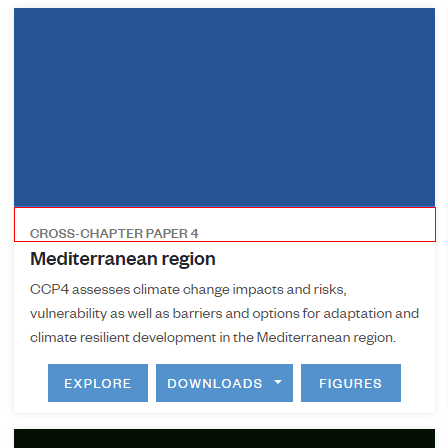 CROSS-CHAPTER PAPER 4
Mediterranean region
CCP4 assesses climate change impacts and risks,
vulnerability as well as barriers and options for adaptation and
climate resilient development in the Mediterranean region.
EXPLORE DOWNLOADS FIGURES